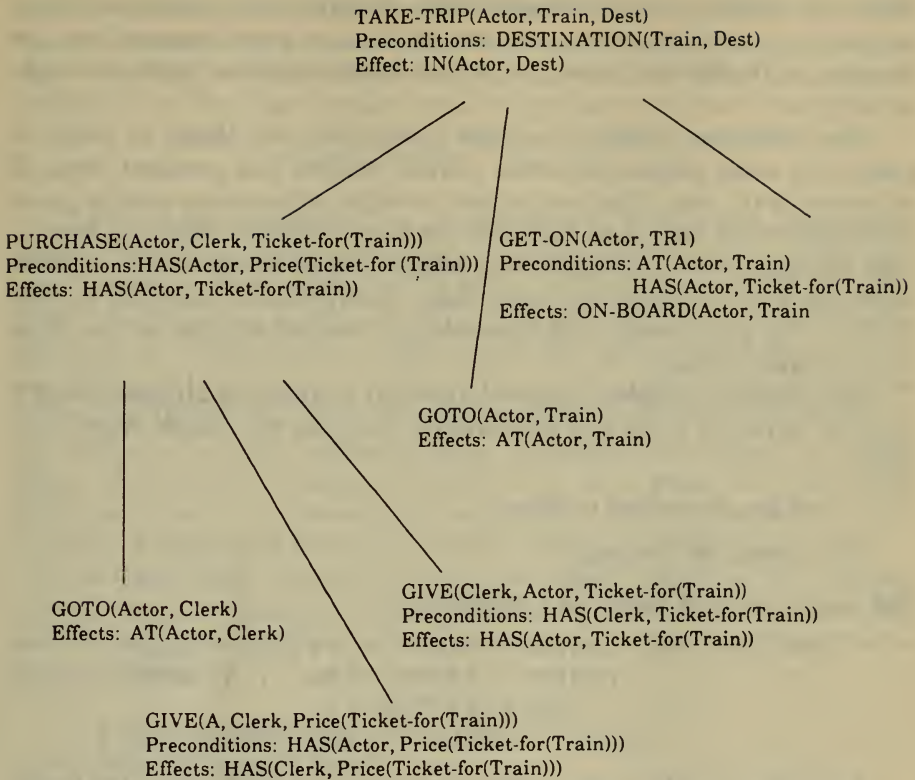 TAKE-TRIP(Actor, Train, Dest)
Preconditions: DESTINATION(Train, Dest)
Effect: IN(Actor, Dest)
PURCHASE(Actor, Clerk, Ticket-for(Train)))
Preconditions:HAS(Actor, Price(Ticket-for (Train)))
Effects: HAS(Actor, Ticket-for(Train))
GET-ON(Actor, TR1)
Preconditions: AT(Actor, Train)
HAS(Actor, Ticket-for(Train))
Effects: ON-BOARD(Actor, Train
GOTO(Actor, Train)
Effects: AT(Actor, Train)
GOTO(Actor, Clerk)
Effects: AT(Actor, Clerk)
GIVE(Clerk, Actor, Ticket-for(Train))
Preconditions: HAS(Clerk, Ticket-for(Train))
Effects: HAS(Actor, Ticket-for(Train))
GIVE(A, Clerk, Price(Ticket-for(Train)))
Preconditions: HAS(Actor, Price(Ticket-for(Train)))
Effects: HAS(Clerk, Price(Ticket-for(Train)))